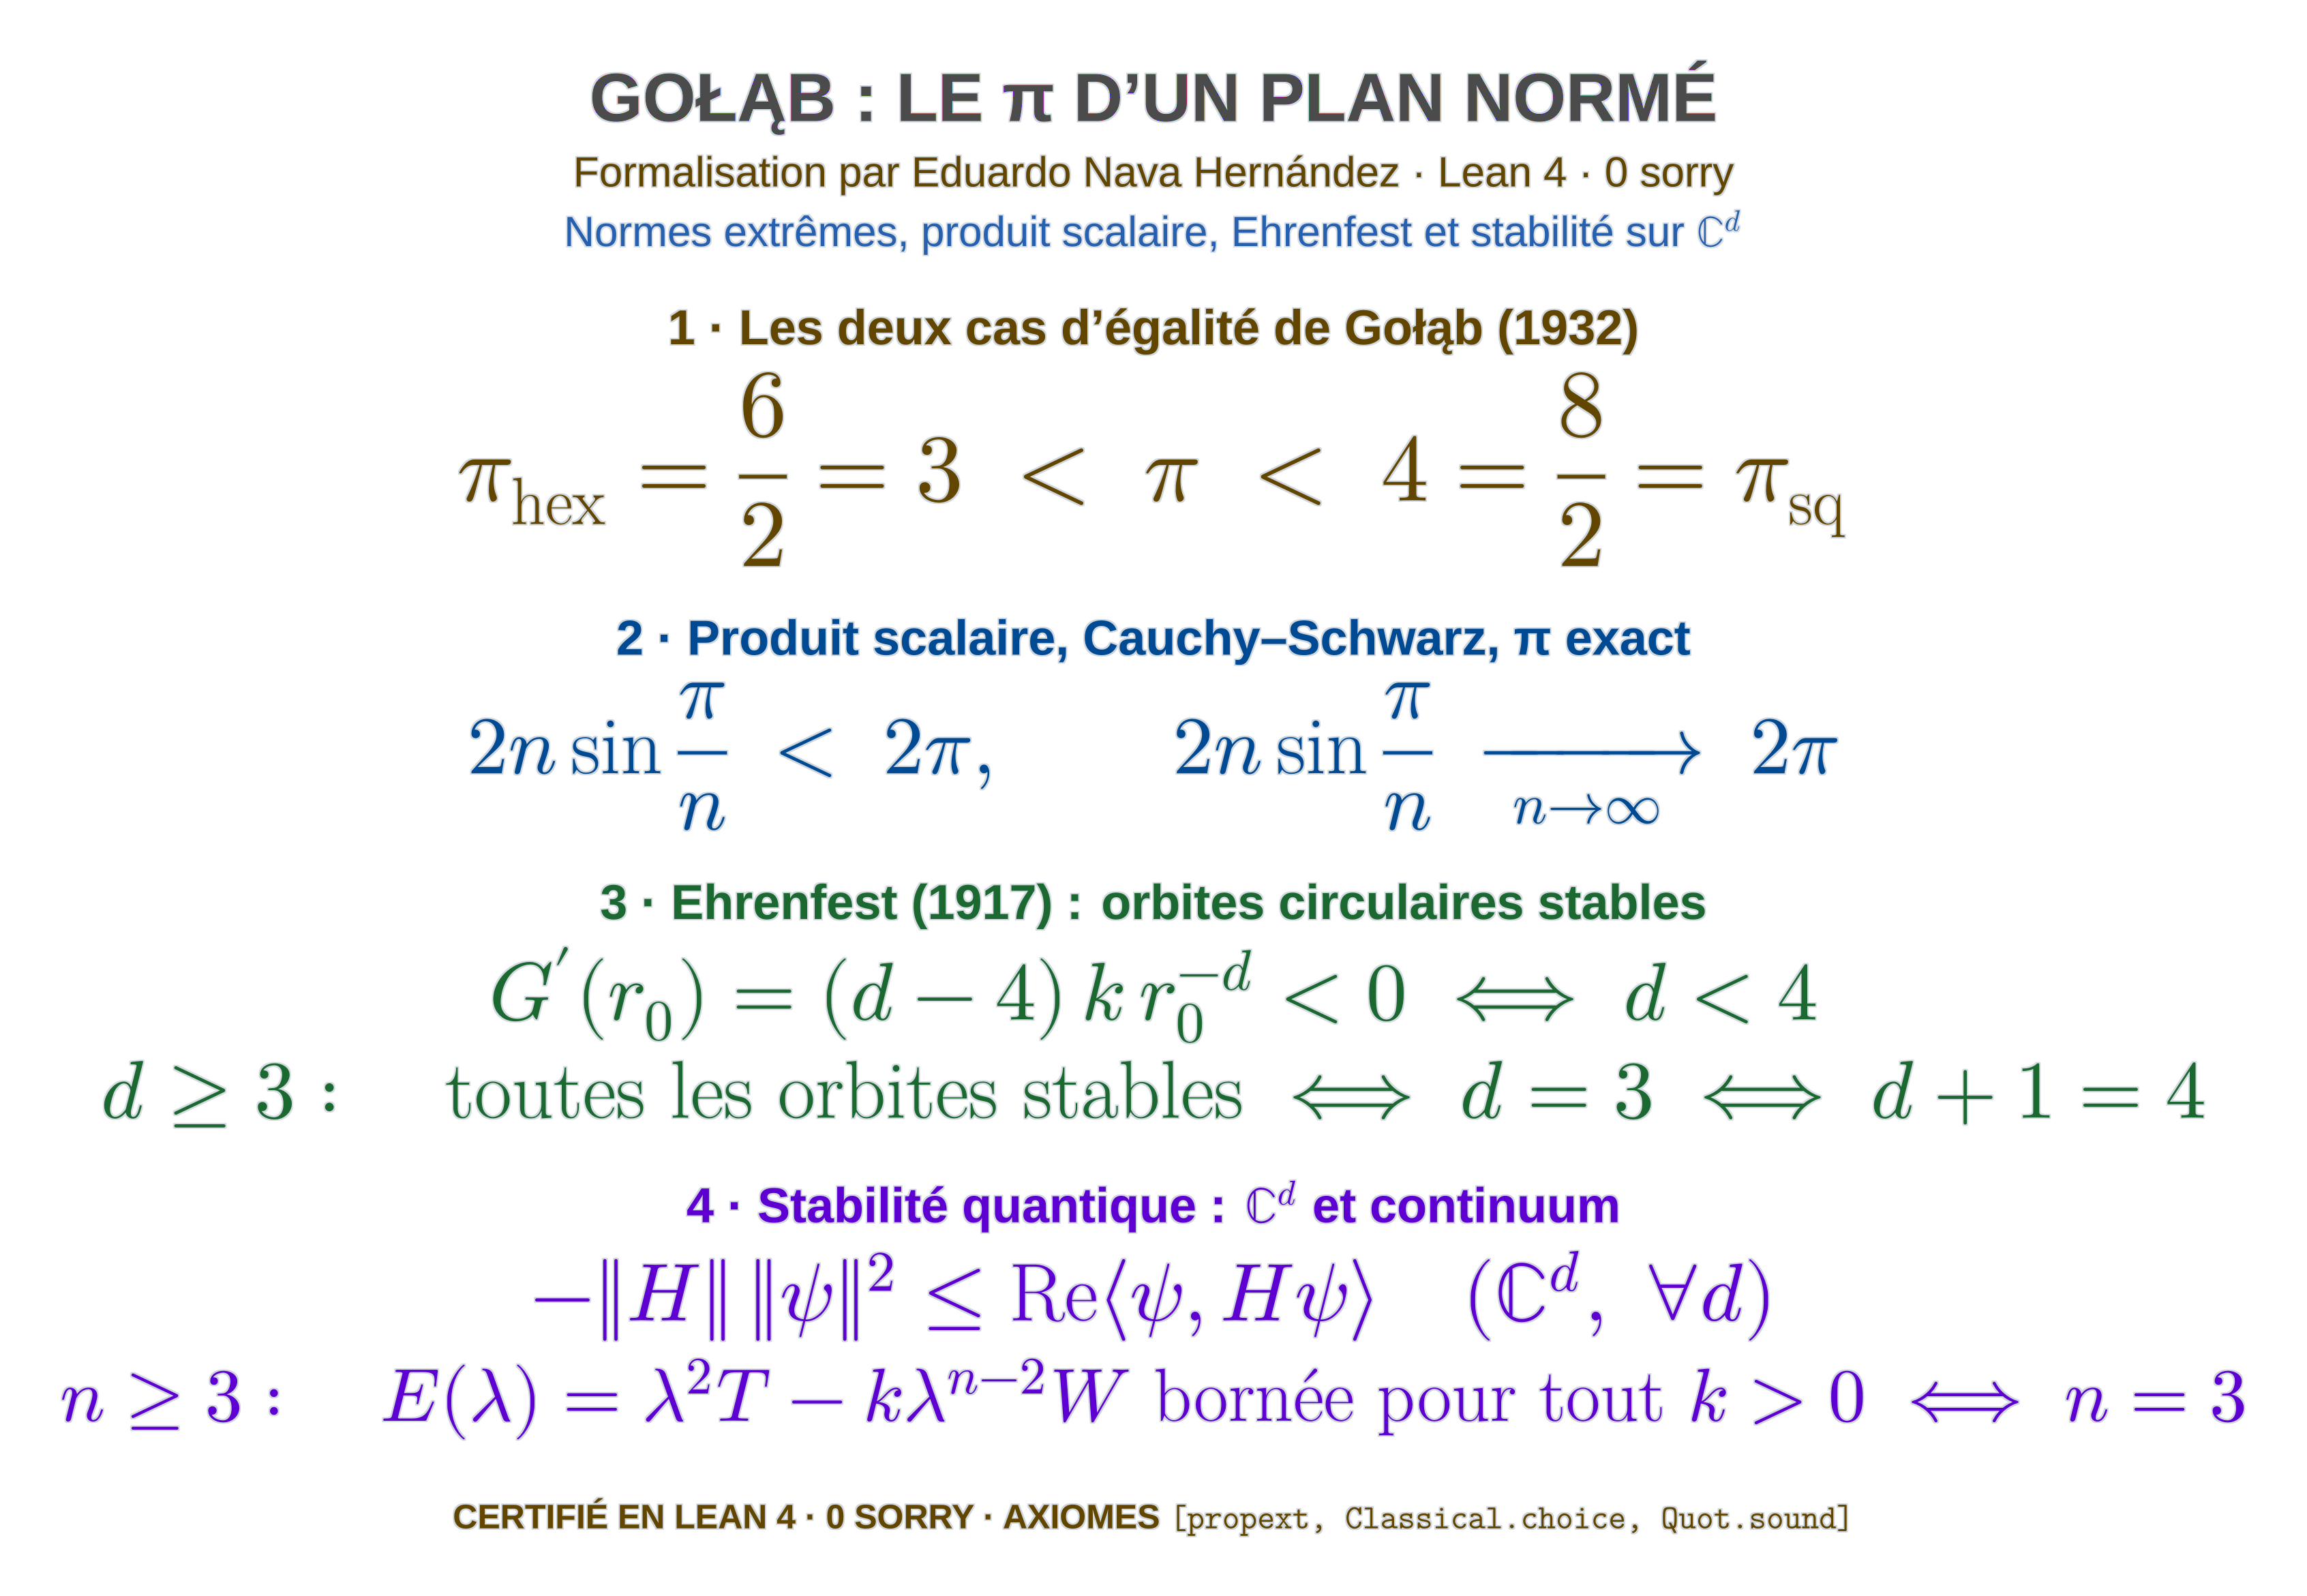 GOŁĄB : LE π D’UN PLAN NORMÉ
Formalisation par Eduardo Nava Hernández · Lean 4 · 0 sorry
Normes extrêmes, produit scalaire, Ehrenfest et stabilité sur ℂ^d
1 · Les deux cas d’égalité de Gołąb (1932)
π_hex = 6/2 = 3 < π < 4 = 8/2 = π_sq
2 · Produit scalaire, Cauchy–Schwarz, π exact
2n sin π/n < 2π, 2n sin π/n ⟶_{n→∞} 2π
3 · Ehrenfest (1917) : orbites circulaires stables
G′(r_0) = (d − 4) k r_0^{−d} < 0 ⟺ d < 4
d ≥ 3 : toutes les orbites stables ⟺ d = 3 ⟺ d + 1 = 4
4 · Stabilité quantique : ℂ^d et continuum
−‖H‖ ‖ψ‖² ≤ Re⟨ψ, Hψ⟩ (ℂ^d, ∀d)
n ≥ 3 : E(λ) = λ²T − kλ^{n−2}W bornée pour tout k > 0 ⟺ n = 3
CERTIFIÉ EN LEAN 4 · 0 SORRY · AXIOMES [propext, Classical.choice, Quot.sound]